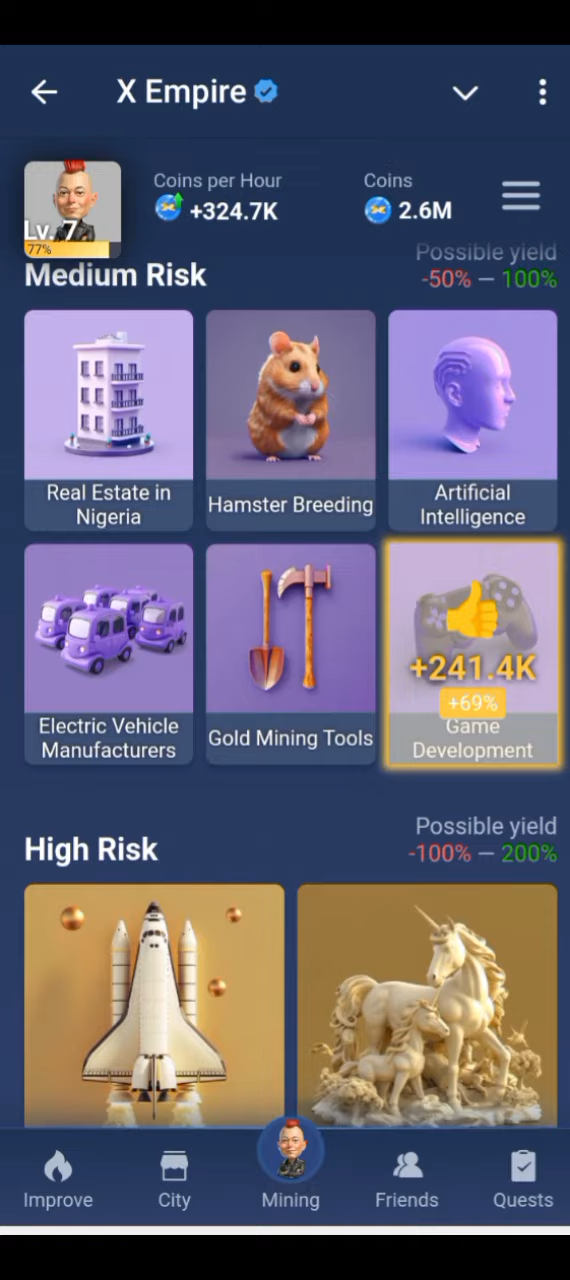 X Empire
Coins per Hour
+324.7K
Coins
2.6M
Lv. 7
77%
Medium Risk
Possible yield
-50% — 100%
Real Estate in
Nigeria
Hamster Breeding
Artificial
Intelligence
Electric Vehicle
Manufacturers
Gold Mining Tools
+241.4K
+69%
Game
Development
High Risk
Possible yield
-100% — 200%
Improve
City
Mining
Friends
Quests